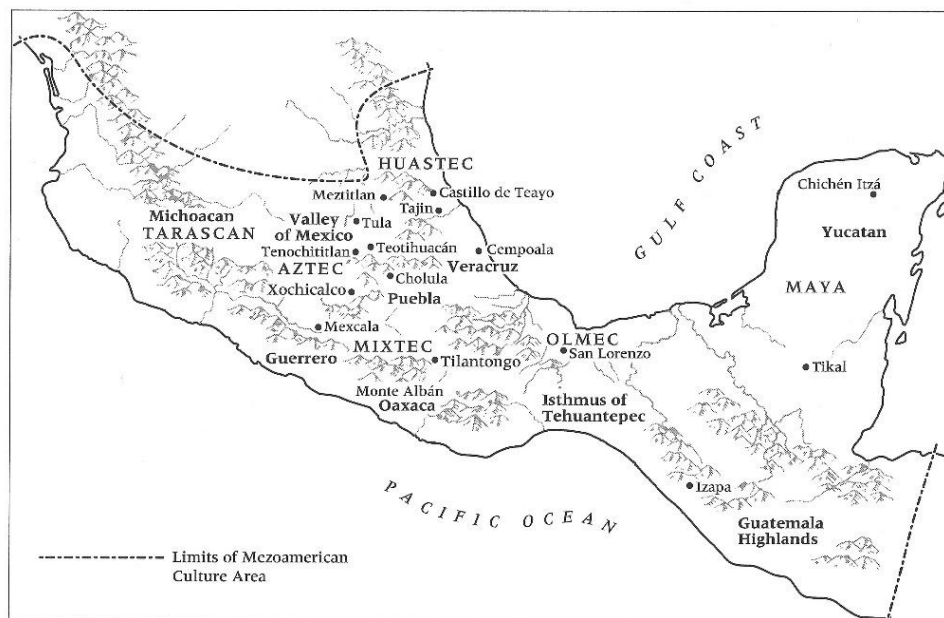 GULF COAST
HUASTEC
Meztitlan
Castillo de Teayo
Tajin
Chichén Itzá
Michoacan
TARASCAN
Valley
of Mexico
Tula
Yucatan
Tenochititlan
Teotihuacán
Cempoala
Veracruz
AZTEC
Cholula
Xochicalco
Puebla
MAYA
Mexcala
MIXTEC
OLMEC
San Lorenzo
Guerrero
Tilantongo
Tikal
Monte Albán
Oaxaca
Isthmus of
Tehuantepec
Izapa
PACIFIC OCEAN
Guatemala
Highlands
Limits of Mezoamerican
Culture Area